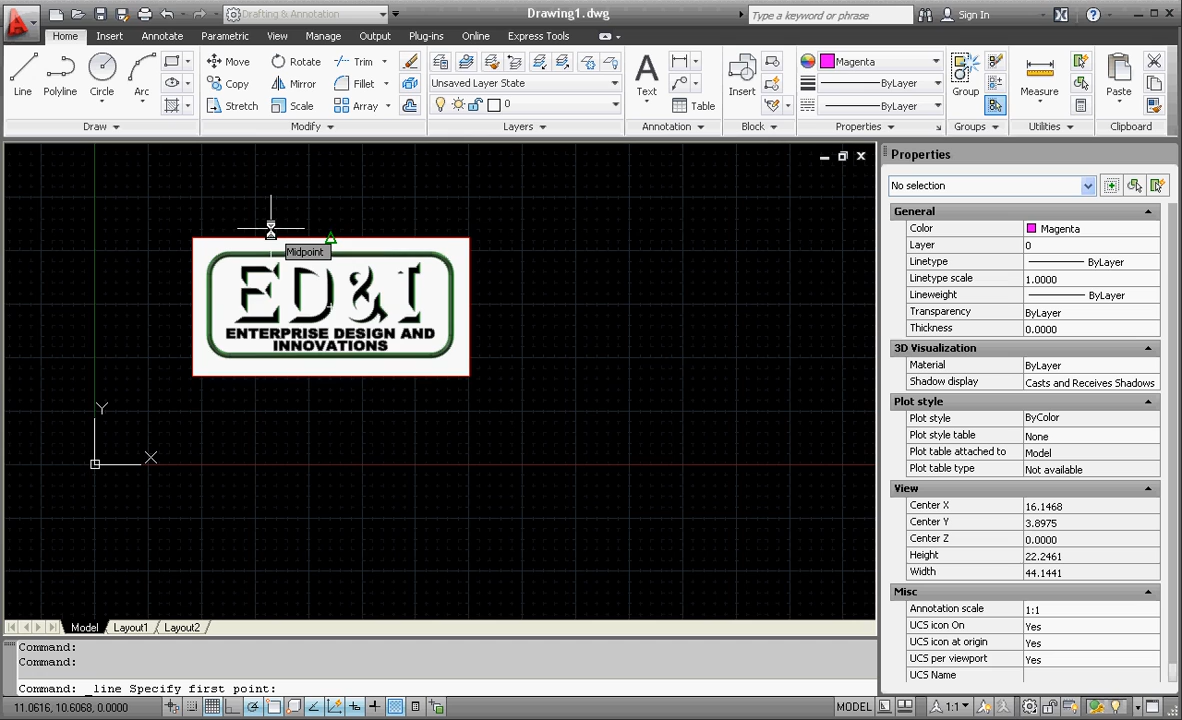 Drafting & Annotation
Drawing1.dwg
Type a keyword or phrase
Sign In
Home Insert Annotate Parametric View Manage Output Plug-ins Online Express Tools
Line Polyline Circle Arc
Move Rotate Trim
Copy Mirror Fillet
Stretch Scale Array
Unsaved Layer State
0
Text
Table
Insert
Magenta
ByLayer
ByLayer
Group
Measure
Paste
Draw Modify Layers Annotation Block Properties Groups Utilities Clipboard
Midpoint
ED&I
ENTERPRISE DESIGN AND
INNOVATIONS
Y
X
Properties
No selection
General
Color Magenta
Layer 0
Linetype ByLayer
Linetype scale 1.0000
Lineweight ByLayer
Transparency ByLayer
Thickness 0.0000
3D Visualization
Material ByLayer
Shadow display Casts and Receives Shadows
Plot style
Plot style ByColor
Plot style table None
Plot table attached to Model
Plot table type Not available
View
Center X 16.1468
Center Y 3.8975
Center Z 0.0000
Height 22.2461
Width 44.1441
Misc
Annotation scale 1:1
UCS icon On Yes
UCS icon at origin Yes
UCS per viewport Yes
UCS Name
Model Layout1 Layout2
Command:
Command:
Command: _line Specify first point:
11.0616, 10.6068, 0.0000
MODEL
1:1